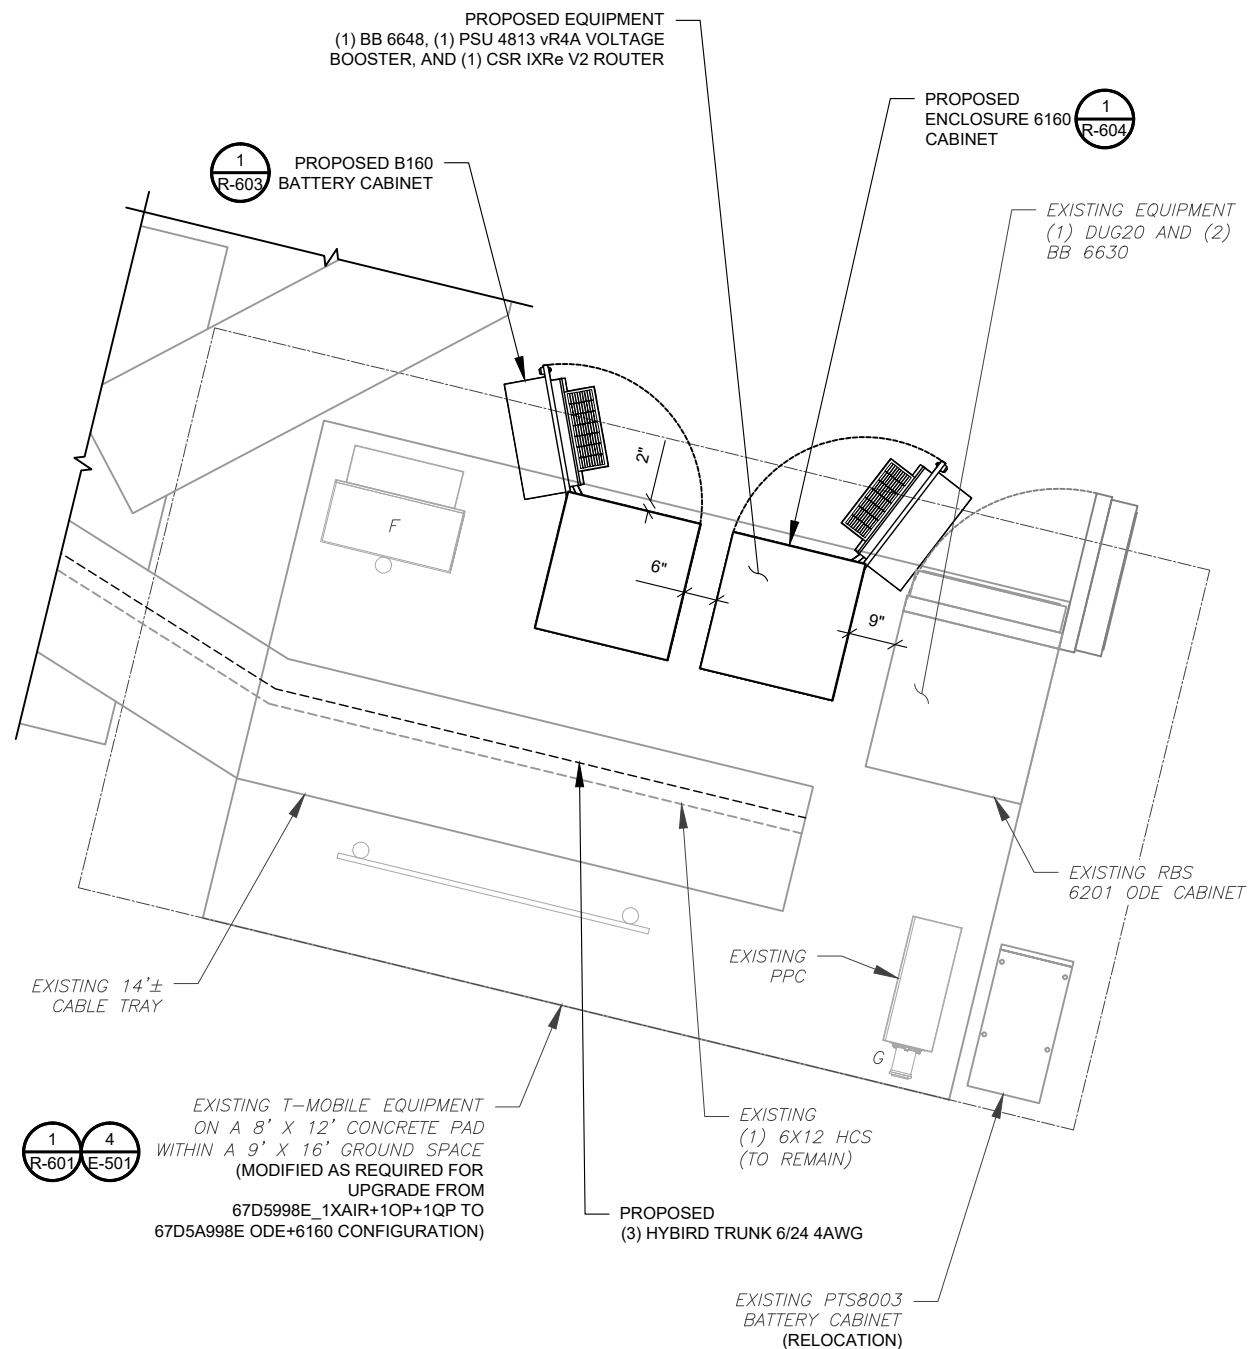 PROPOSED EQUIPMENT
(1) BB 6648, (1) PSU 4813 vR4A VOLTAGE
BOOSTER, AND (1) CSR IXRe V2 ROUTER
PROPOSED
ENCLOSURE 6160
CABINET
1
R-604
1
R-603
PROPOSED B160
BATTERY CABINET
EXISTING EQUIPMENT
(1) DUG20 AND (2)
BB 6630
2"
F
6"
9"
EXISTING RBS
6201 ODE CABINET
EXISTING
PPC
EXISTING 14'±
CABLE TRAY
G
EXISTING T-MOBILE EQUIPMENT
ON A 8' X 12' CONCRETE PAD
WITHIN A 9' X 16' GROUND SPACE
(MODIFIED AS REQUIRED FOR
UPGRADE FROM
67D5998E_1XAIR+1OP+1QP TO
67D5A998E ODE+6160 CONFIGURATION)
1
R-601
4
E-501
EXISTING
(1) 6X12 HCS
(TO REMAIN)
PROPOSED
(3) HYBIRD TRUNK 6/24 4AWG
EXISTING PTS8003
BATTERY CABINET
(RELOCATION)